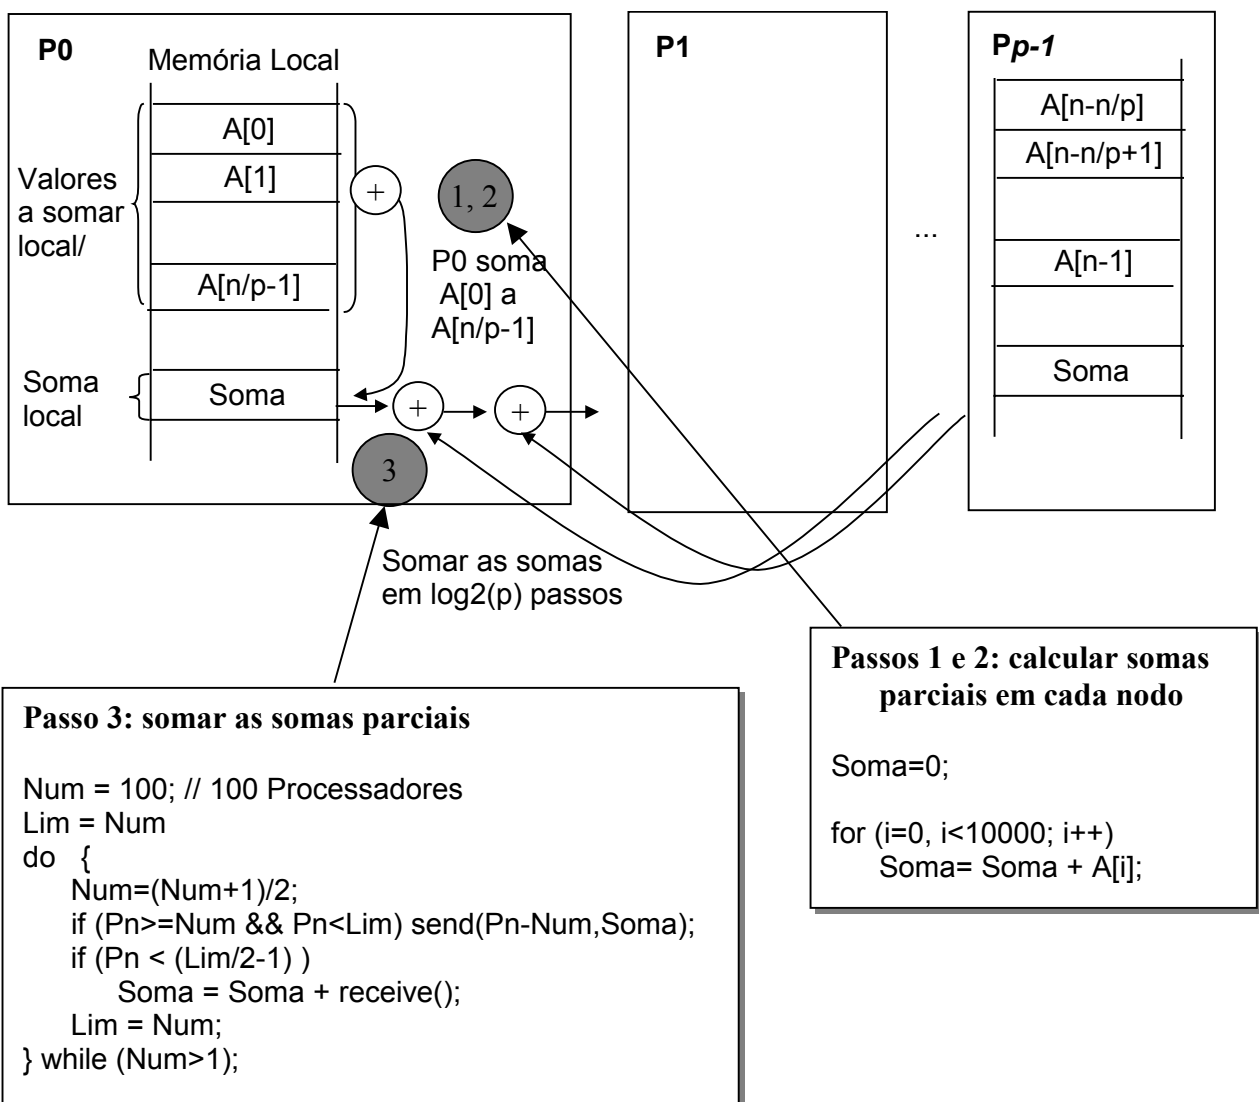 P0
Memória Local
A[0]
A[1]
A[n/p-1]
Valores
a somar
local/
+
1, 2
P0 soma
A[0] a
A[n/p-1]
Soma
local
Soma
+
+
3
P1
...
Pp-1
A[n-n/p]
A[n-n/p+1]
A[n-1]
Soma
Somar as somas
em log2(p) passos
Passos 1 e 2: calcular somas
parciais em cada nodo
Soma=0;
for (i=0, i<10000; i++)
Soma= Soma + A[i];
Passo 3: somar as somas parciais
Num = 100; // 100 Processadores
Lim = Num
do {
Num=(Num+1)/2;
if (Pn>=Num && Pn<Lim) send(Pn-Num,Soma);
if (Pn < (Lim/2-1) )
Soma = Soma + receive();
Lim = Num;
} while (Num>1);